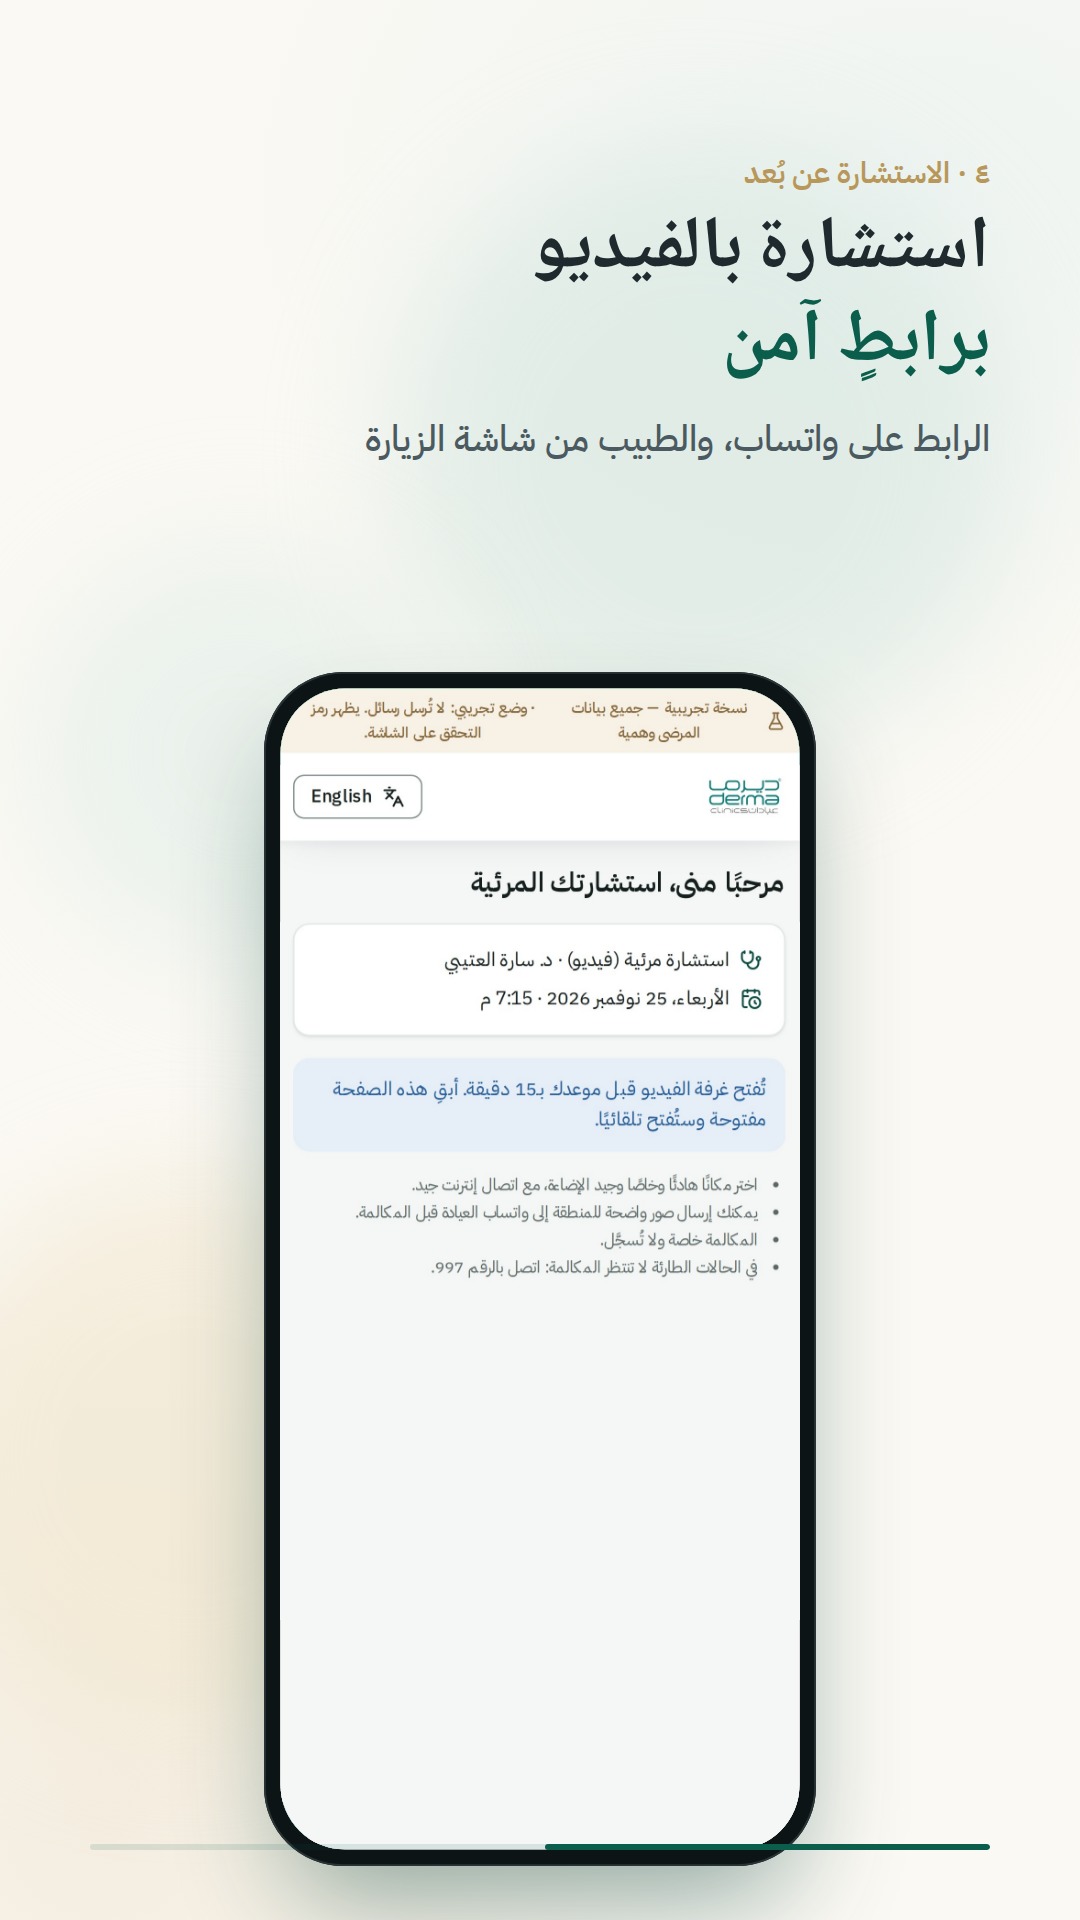 ٤ · الاستشارة عن بُعد
استشارة بالفيديو
برابطٍ آمن
الرابط على واتساب، والطبيب من شاشة الزيارة
نسخة تجريبية — جميع بيانات المرضى وهمية
· وضع تجريبي: لا تُرسل رسائل. يظهر رمز التحقق على الشاشة.
ديرما
derma
clinics عيادات
English
مرحبًا منى، استشارتك المرئية
استشارة مرئية (فيديو) · د. سارة العتيبي
الأربعاء، 25 نوفمبر 2026 · 7:15 م
تُفتح غرفة الفيديو قبل موعدك بـ15 دقيقة. أبقِ هذه الصفحة
مفتوحة وستُفتح تلقائيًا.
• اختر مكانًا هادئًا وخاصًا وجيد الإضاءة، مع اتصال إنترنت جيد.
• يمكنك إرسال صور واضحة للمنطقة إلى واتساب العيادة قبل المكالمة.
• المكالمة خاصة ولا تُسجَّل.
• في الحالات الطارئة لا تنتظر المكالمة: اتصل بالرقم 997.